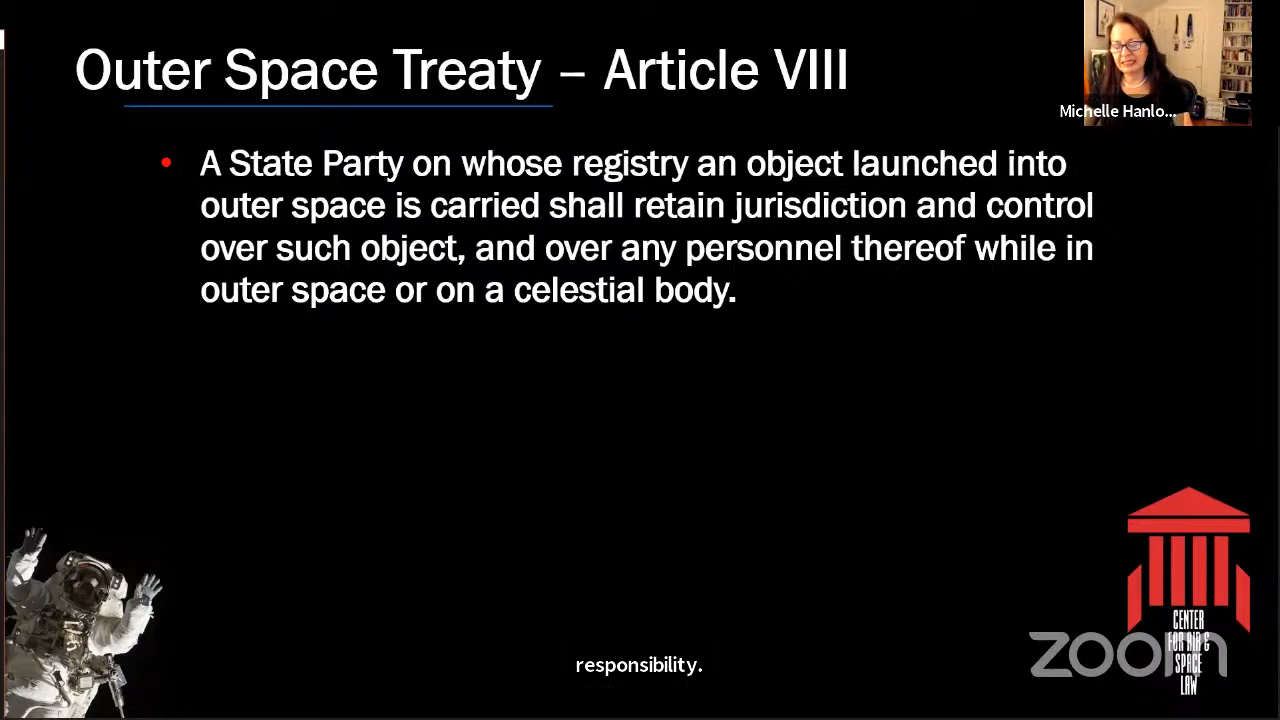 Outer Space Treaty – Article VIII
Michelle Hanlo...
• A State Party on whose registry an object launched into
outer space is carried shall retain jurisdiction and control
over such object, and over any personnel thereof while in
outer space or on a celestial body.
CENTER
FOR AIR &
SPACE
LAW
zoom
responsibility.